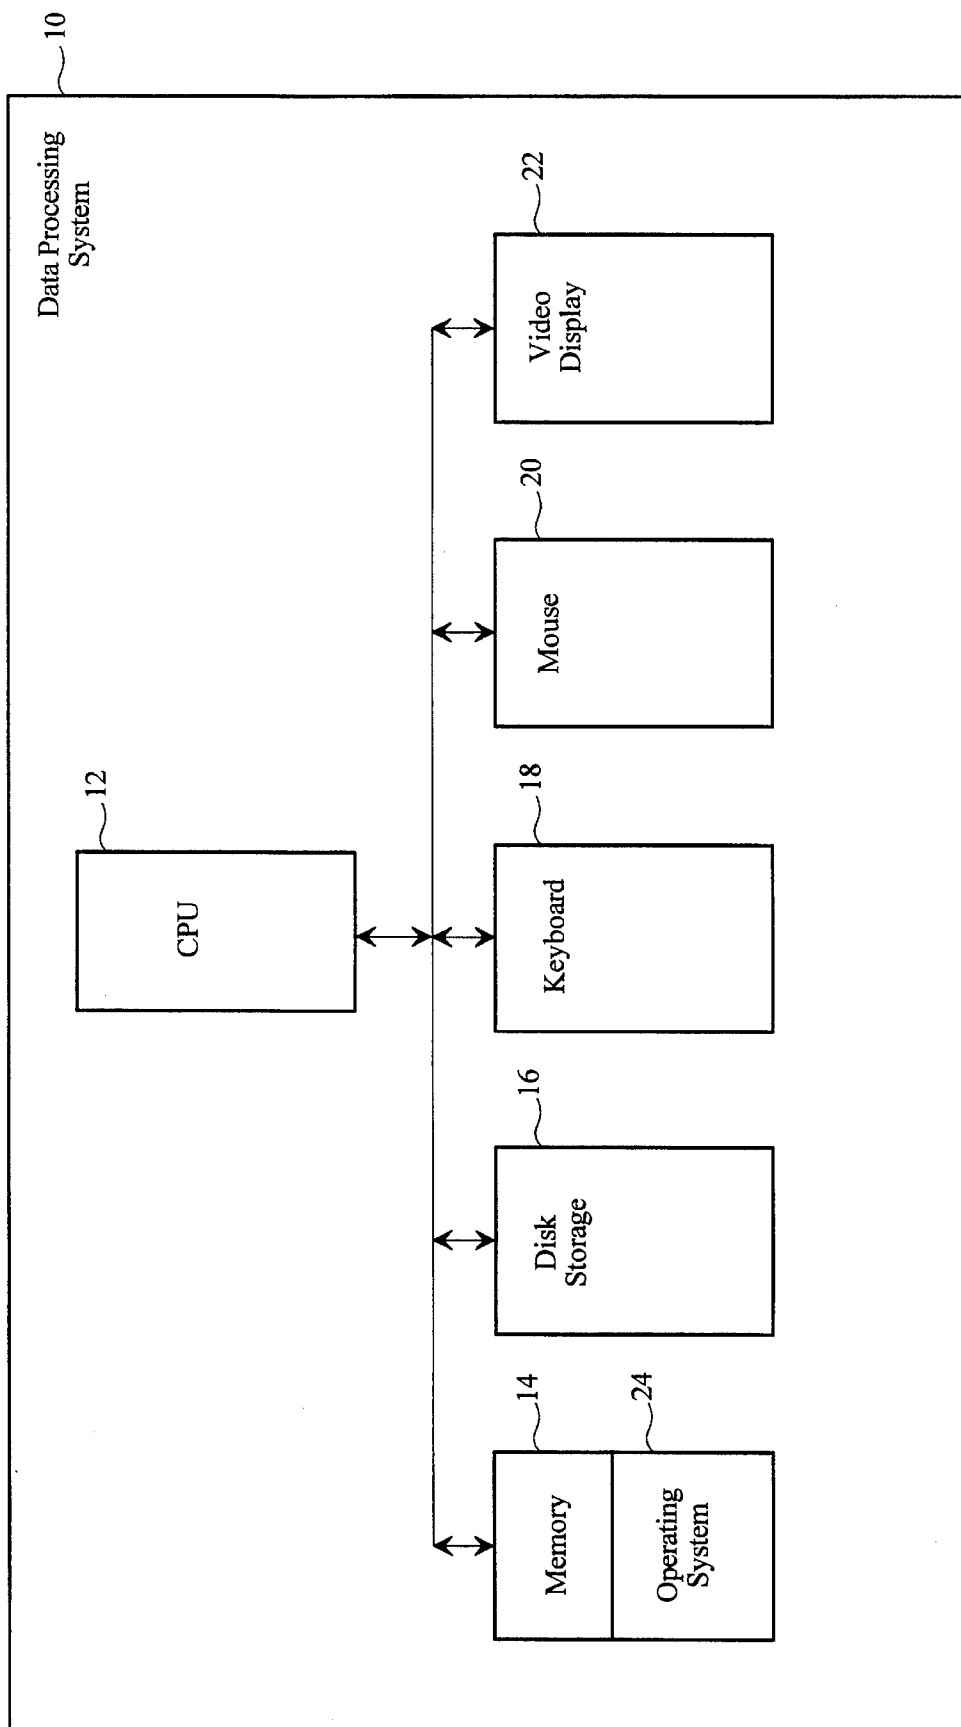 10
Data Processing
System
CPU
12
Memory
14
Operating
System
24
Disk
Storage
16
Keyboard
18
Mouse
20
Video
Display
22